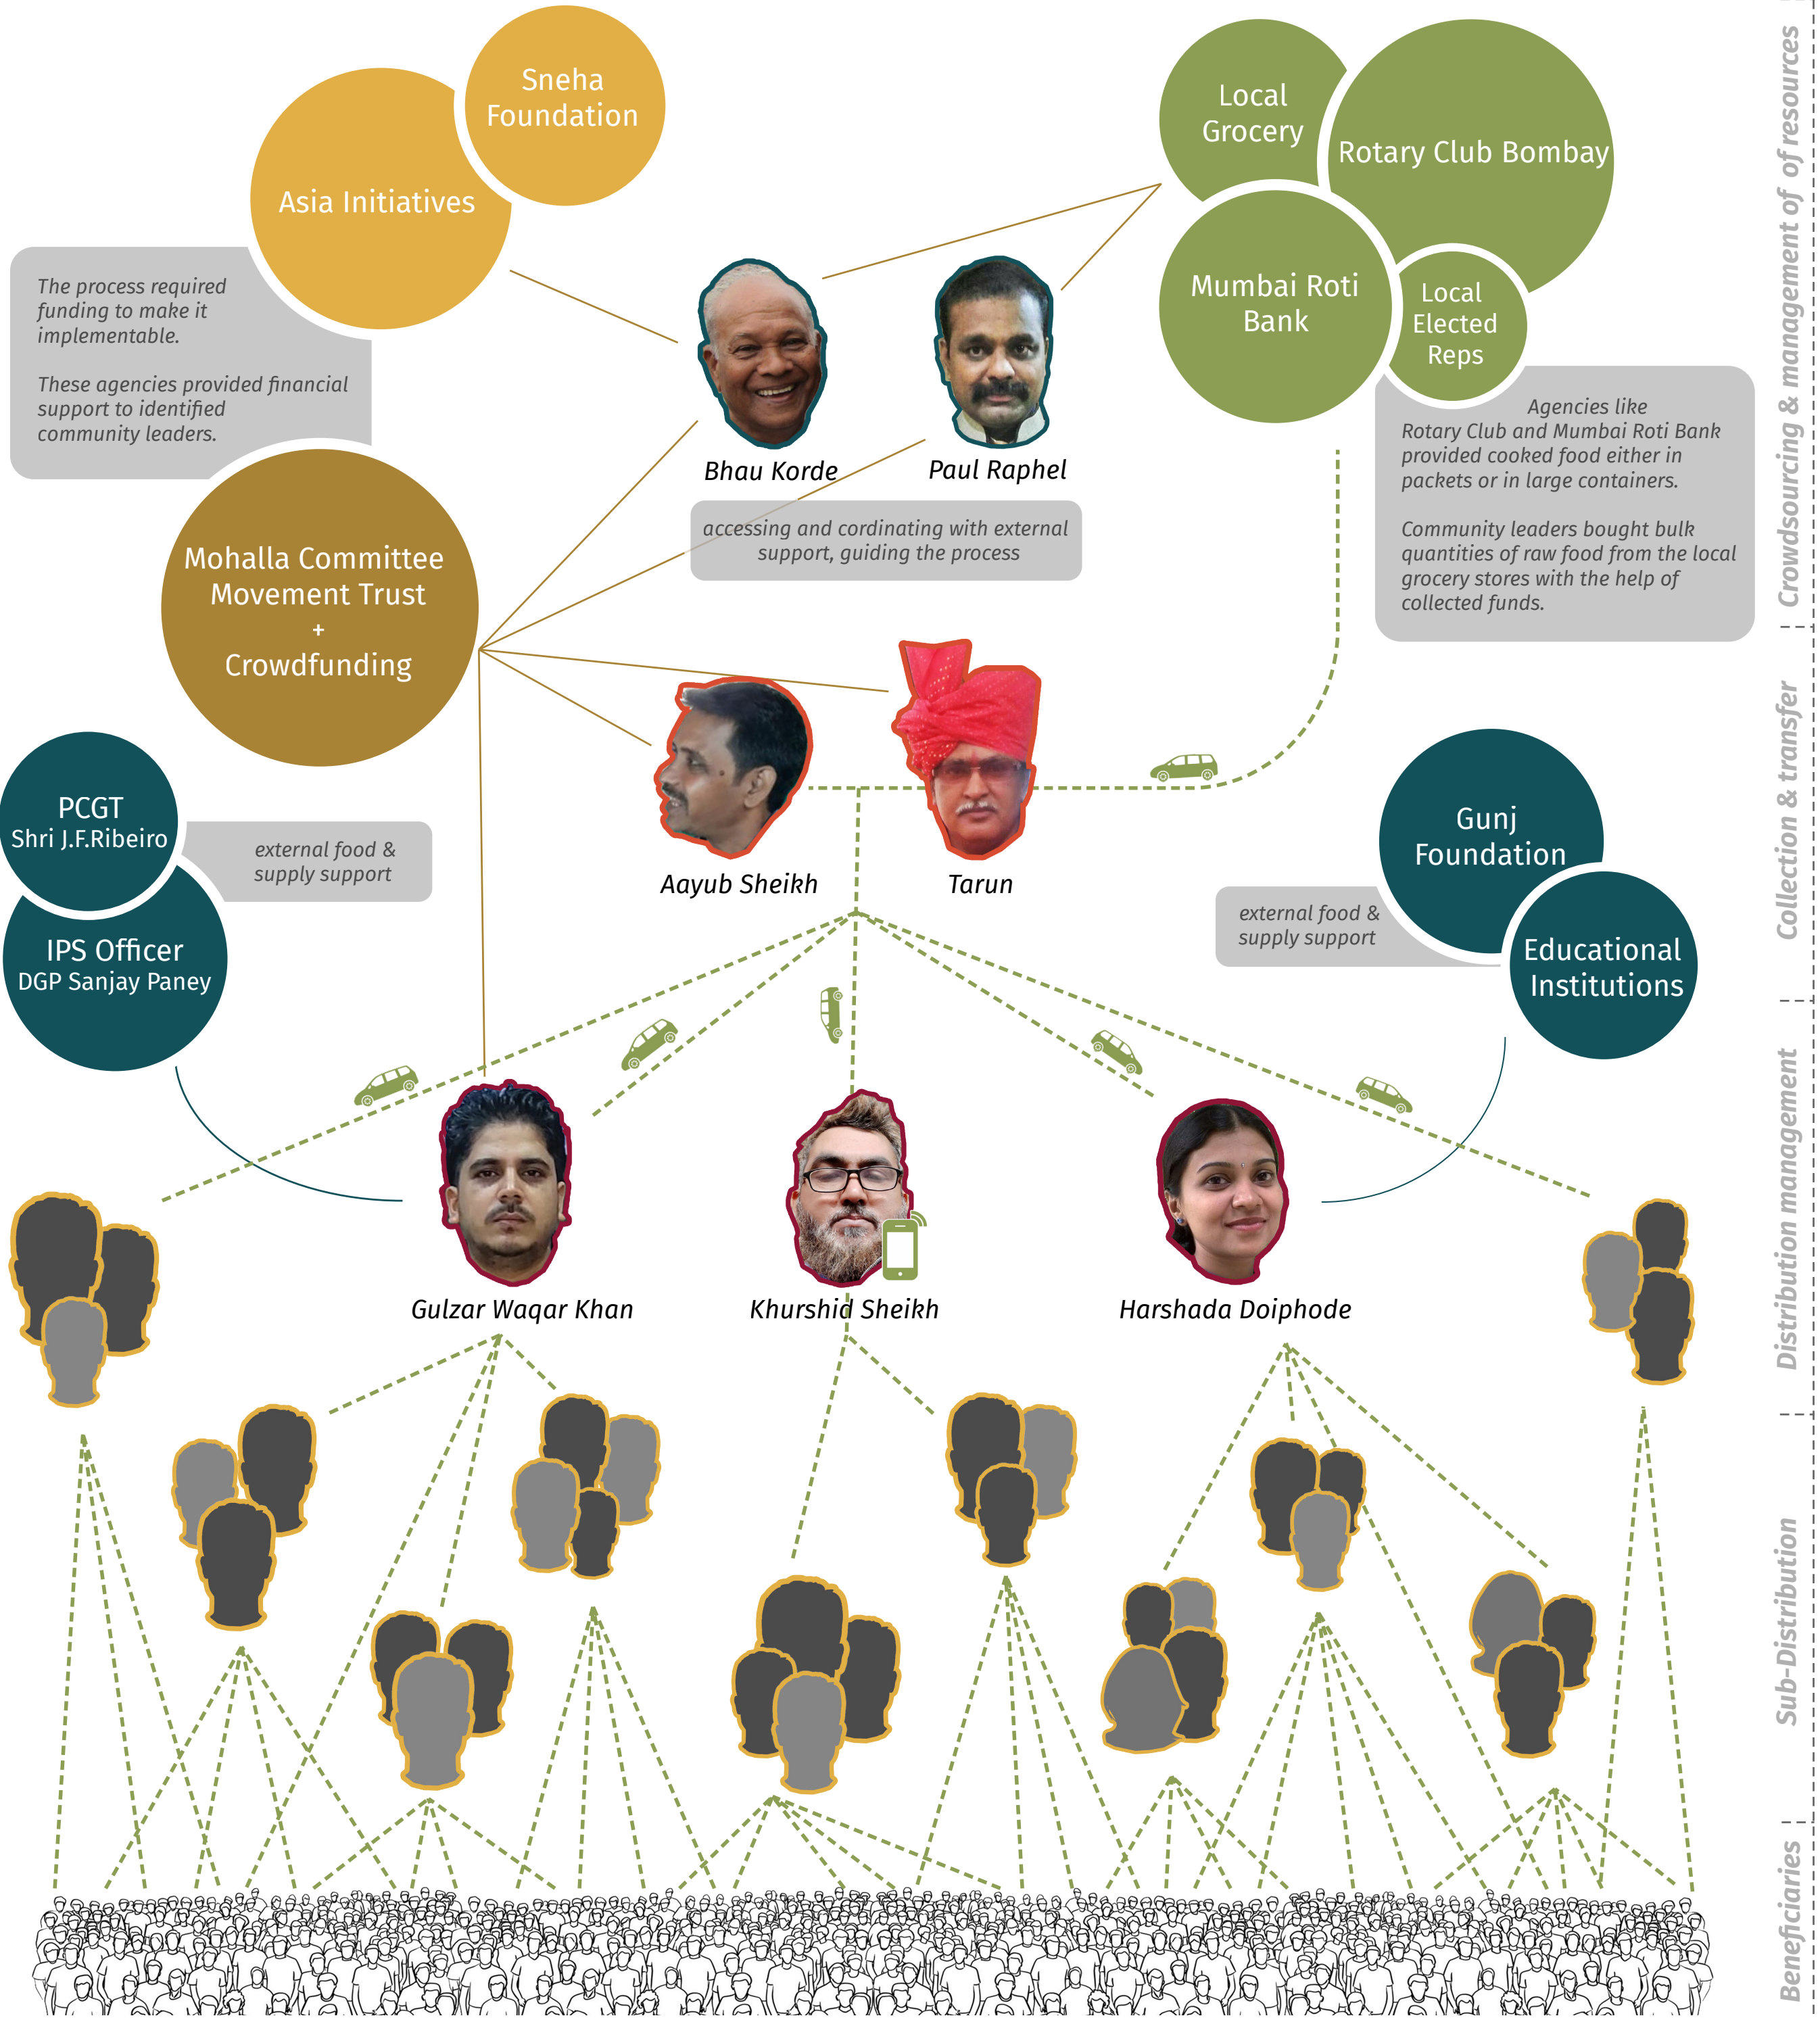 Sneha
Foundation
Asia Initiatives
Local
Grocery
Rotary Club Bombay
Mumbai Roti
Bank
Local
Elected
Reps
The process required
funding to make it
implementable.
These agencies provided financial
support to identified
community leaders.
Bhau Korde
Paul Raphel
accessing and cordinating with external
support, guiding the process
Agencies like
Rotary Club and Mumbai Roti Bank
provided cooked food either in
packets or in large containers.
Community leaders bought bulk
quantities of raw food from the local
grocery stores with the help of
collected funds.
Crowdsourcing & management of of resources
Mohalla Committee
Movement Trust
+
Crowdfunding
PCGT
Shri J.F.Ribeiro
IPS Officer
DGP Sanjay Paney
external food &
supply support
Aayub Sheikh
Tarun
Gunj
Foundation
Educational
Institutions
external food &
supply support
Collection & transfer
Gulzar Waqar Khan
Khurshid Sheikh
Harshada Doiphode
Distribution management
Sub-Distribution
Beneficiaries